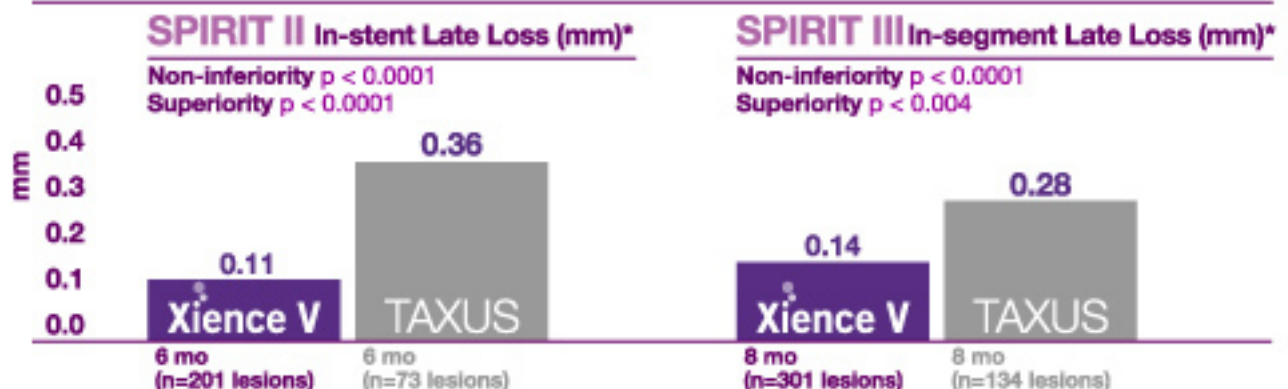 SPIRIT II In-stent Late Loss (mm)*
Non-inferiority p < 0.0001
Superiority p < 0.0001
SPIRIT III In-segment Late Loss (mm)*
Non-inferiority p < 0.0001
Superiority p < 0.004
mm
0.5
0.4
0.3
0.2
0.1
0.0
0.11
Xience V
6 mo
(n=201 lesions)
0.36
TAXUS
6 mo
(n=73 lesions)
0.14
Xience V
8 mo
(n=301 lesions)
0.28
TAXUS
8 mo
(n=134 lesions)